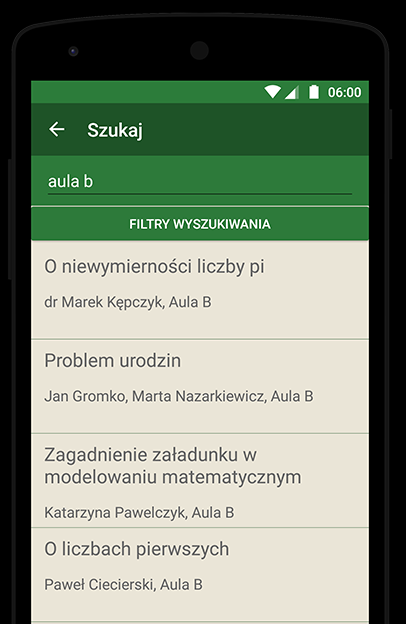 06:00
Szukaj
aula b
FILTRY WYSZUKIWANIA
O niewymierności liczby pi
dr Marek Kępczyk, Aula B
Problem urodzin
Jan Gromko, Marta Nazarkiewicz, Aula B
Zagadnienie załadunku w
modelowaniu matematycznym
Katarzyna Pawelczyk, Aula B
O liczbach pierwszych
Paweł Ciecierski, Aula B